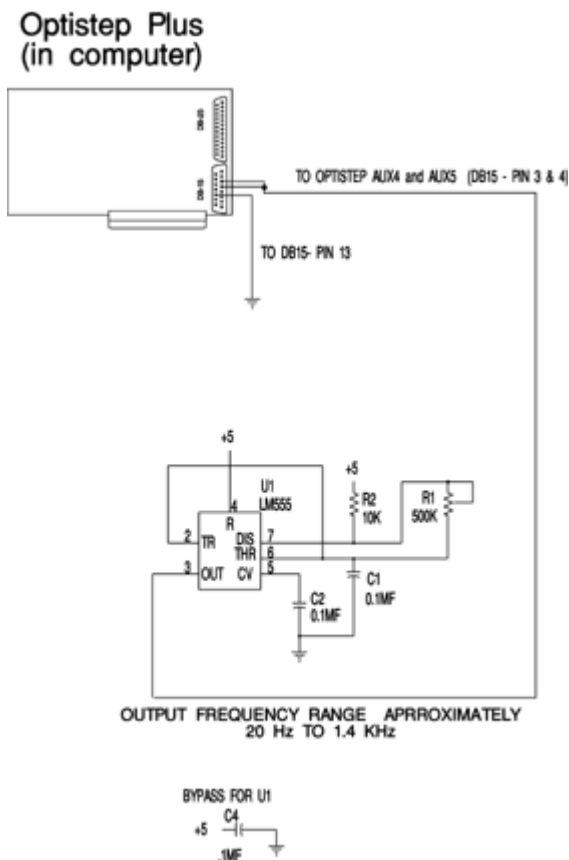 Optistep Plus
(in computer)
DB-25
DB-15
TO OPTISTEP AUX4 and AUX5 (DB15 - PIN 3 & 4)
TO DB15- PIN 13
+5
U1
LM555
4
R
2
TR
DIS
7
THR
6
3
OUT
CV
5
+5
R2
10K
R1
500K
C1
0.1MF
C2
0.1MF
OUTPUT FREQUENCY RANGE APRROXIMATELY
20 Hz TO 1.4 KHz
BYPASS FOR U1
C4
+5
.1MF